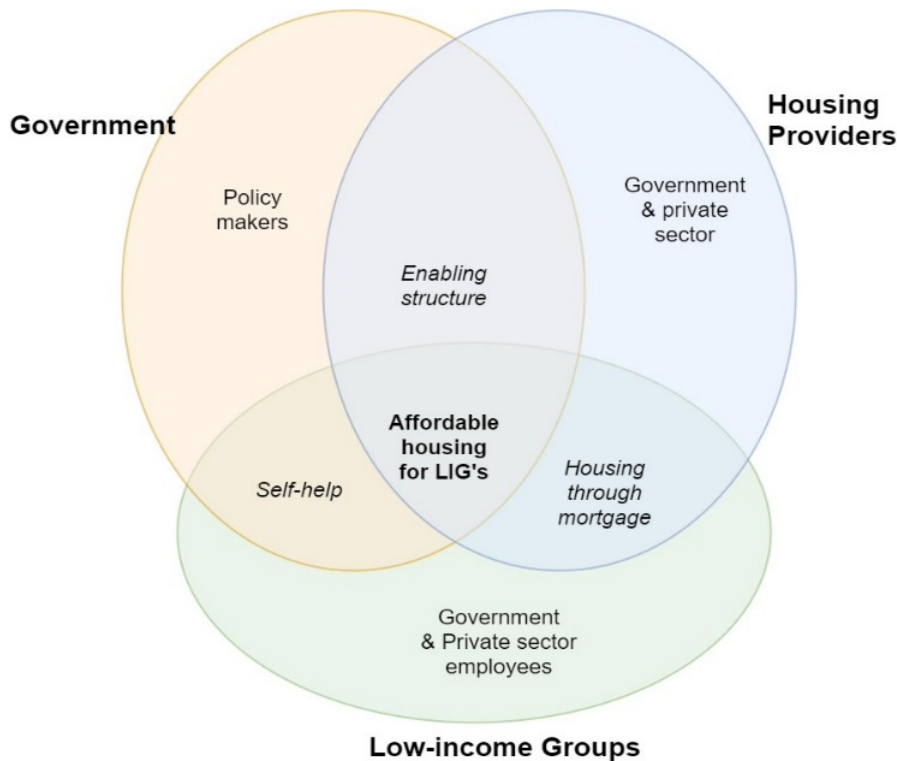 Government
Housing
Providers
Policy
makers
Government
& private
sector
Enabling
structure
Affordable
housing
for LIG's
Self-help
Housing
through
mortgage
Government
& Private sector
employees
Low-income Groups